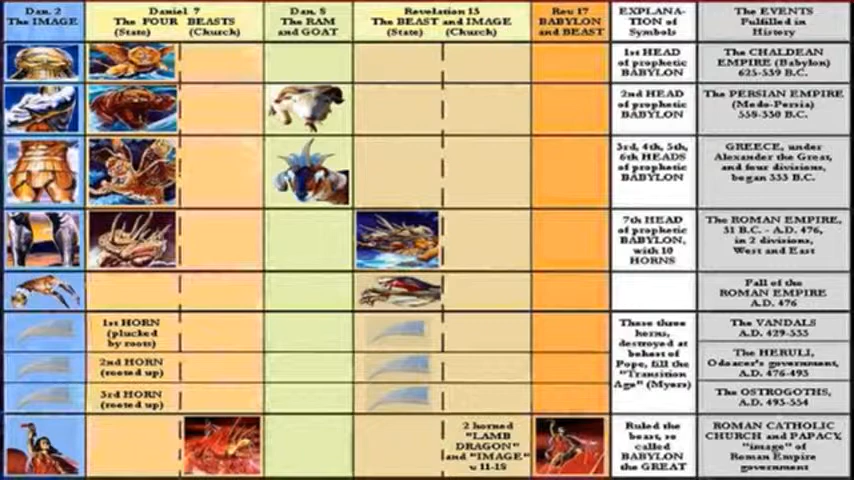 Dan. 2
The IMAGE
Daniel 7
The FOUR BEASTS
(State) (Church)
Dan. 8
The RAM
and GOAT
Revelation 13
The BEAST and IMAGE
(State) (Church)
Rev 17
BABYLON
and BEAST
EXPLANA-
TION of
Symbols
The EVENTS
Fulfilled in
History
1st HEAD
of prophetic
BABYLON
The CHALDEAN
EMPIRE (Babylon)
625-539 B.C.
2nd HEAD
of prophetic
BABYLON
The PERSIAN EMPIRE
(Medo-Persia)
B.C.
3rd, 4th, 5th,
6th HEADS
of prophetic
BABYLON
GREECE, under
Alexander the Great,
and four divisions,
began 333 B.C.
7th HEAD
of prophetic
BABYLON,
with 10
HORNS
The ROMAN EMPIRE,
31 B.C. - A.D. 476,
in 2 divisions,
West and East
Fall of the
ROMAN EMPIRE
A.D. 476
1st HORN
(plucked
by roots)
2nd HORN
(rooted up)
3rd HORN
(rooted up)
These three
horns,
destroyed at
behest of
Pope, fill the
"Transition
Age" (Myers)
The VANDALS
A.D. 429-533
The HERULI,
Odoacer's government,
A.D. 476-493
The OSTROGOTHS,
A.D. 493-554
2 horned
"LAMB
DRAGON"
and "IMAGE"
v 11-18
Ruled the
beast, so
called
BABYLON
the GREAT
ROMAN CATHOLIC
CHURCH and PAPACY,
"image" of
Roman Empire
government